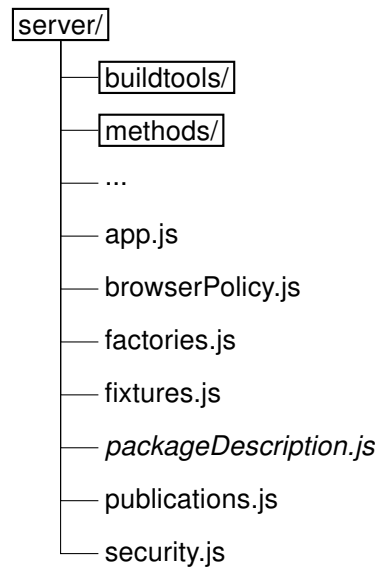 server/
buildtools/
methods/
...
app.js
browserPolicy.js
factories.js
fixtures.js
packageDescription.js
publications.js
security.js